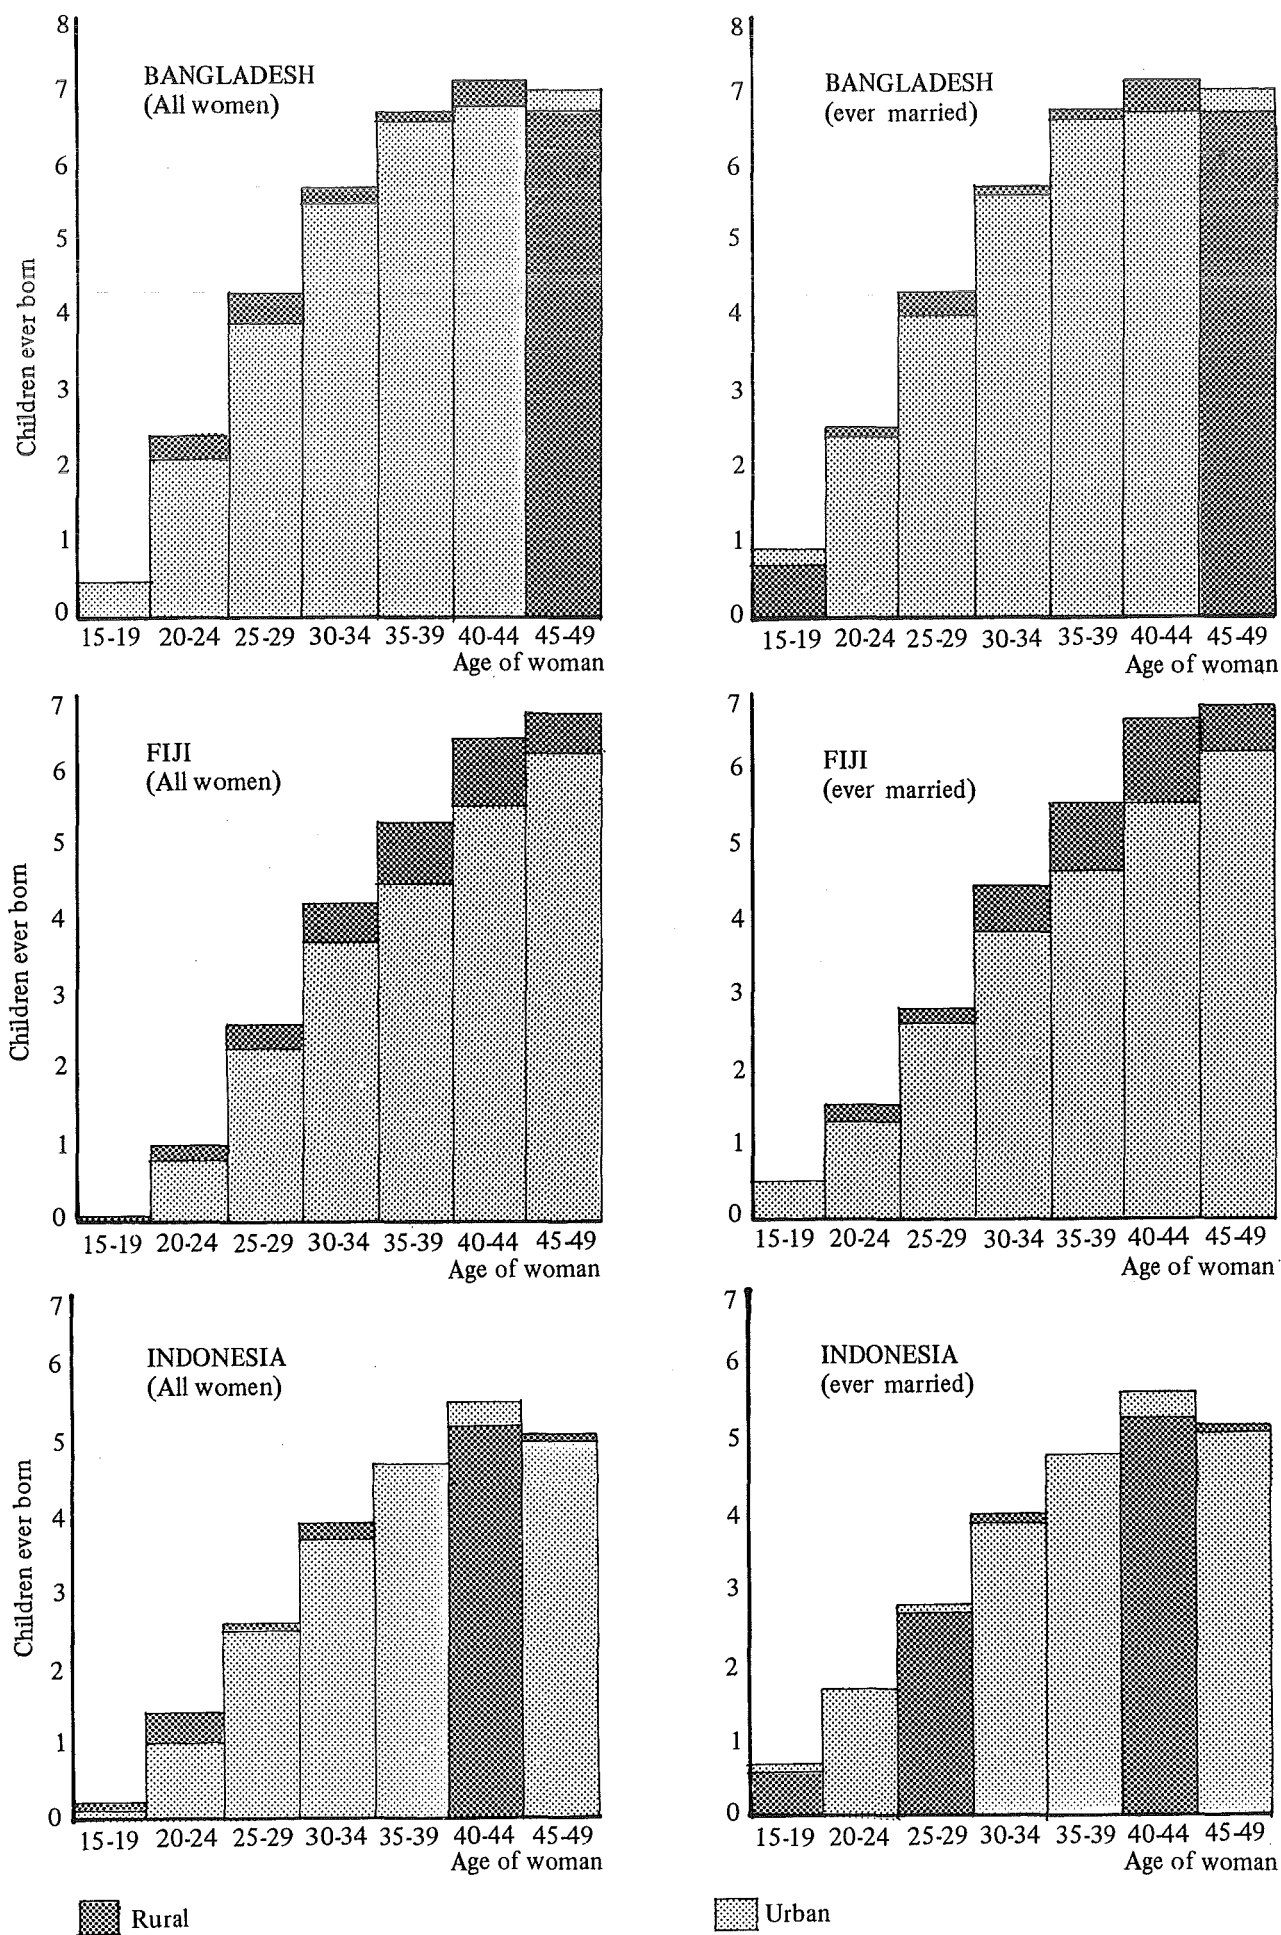 8
7
6
5
4
3
2
1
0
BANGLADESH
(All women)
Children ever born
15-19 20-24 25-29 30-34 35-39 40-44 45-49
Age of woman
8
7
6
5
4
3
2
1
0
BANGLADESH
(ever married)
15-19 20-24 25-29 30-34 35-39 40-44 45-49
Age of woman
7
6
5
4
3
2
1
0
FIJI
(All women)
Children ever born
15-19 20-24 25-29 30-34 35-39 40-44 45-49
Age of woman
7
6
5
4
3
2
1
0
FIJI
(ever married)
15-19 20-24 25-29 30-34 35-39 40-44 45-49
Age of woman
7
6
5
4
3
2
1
0
INDONESIA
(All women)
Children ever born
15-19 20-24 25-29 30-34 35-39 40-44 45-49
Age of woman
7
6
5
4
3
2
1
0
INDONESIA
(ever married)
15-19 20-24 25-29 30-34 35-39 40-44 45-49
Age of woman
Rural
Urban